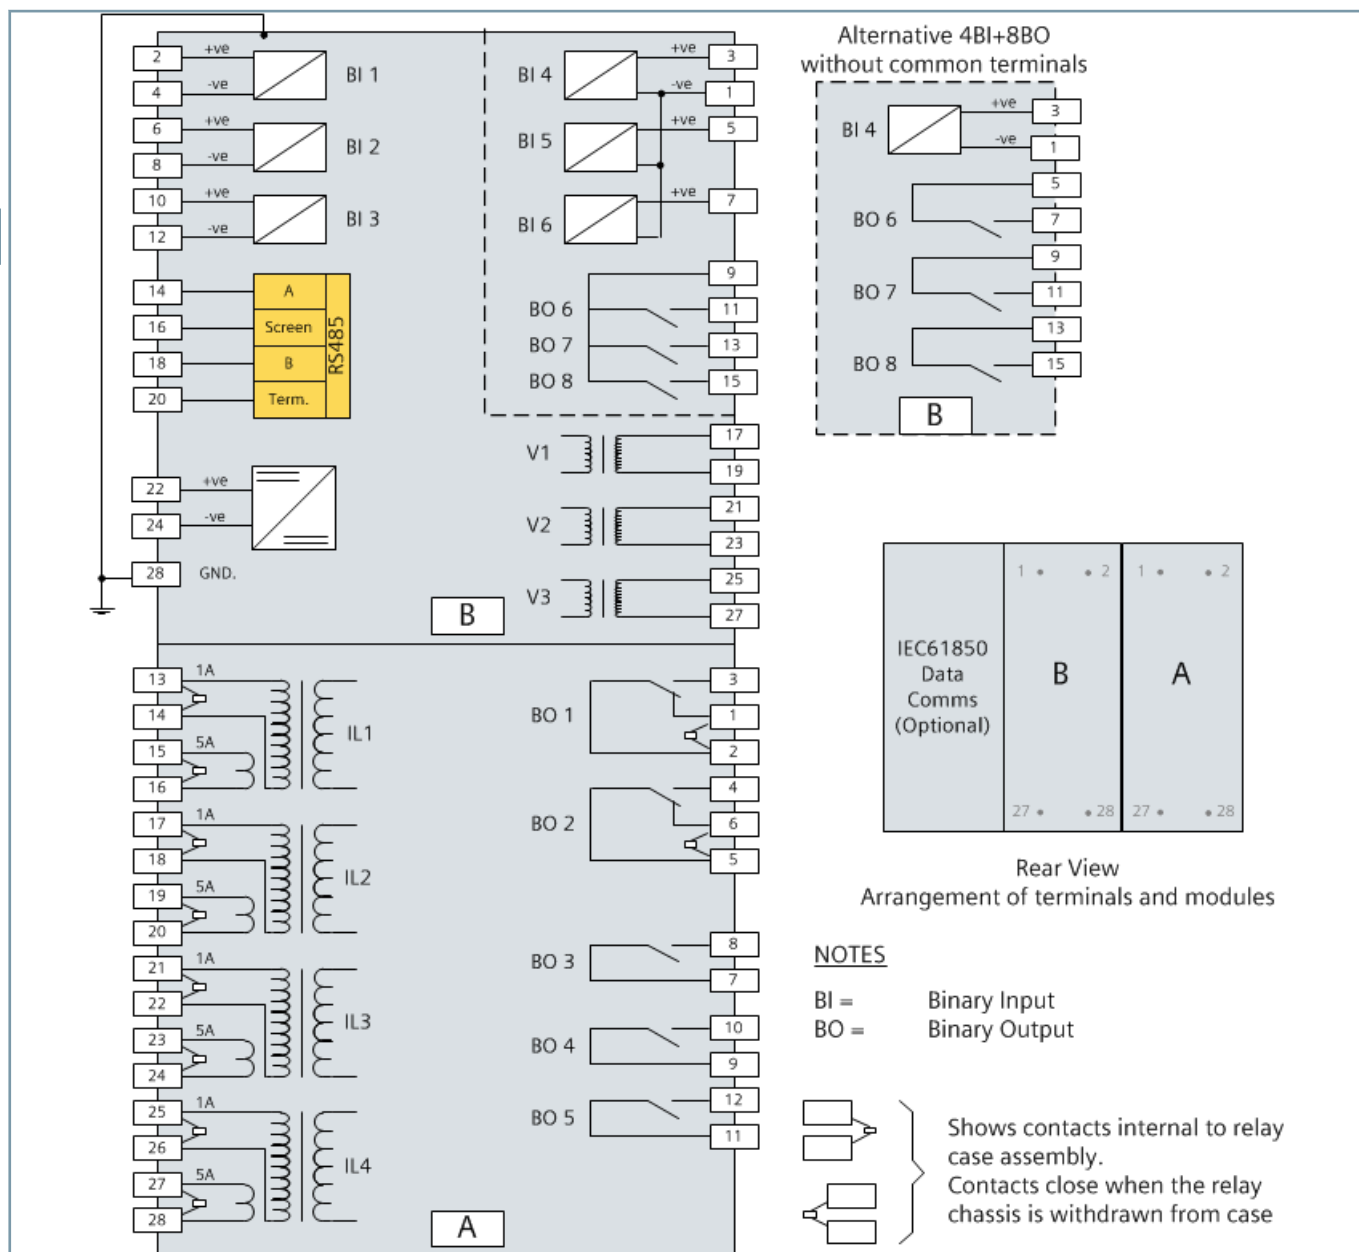 Alternative 4BI+8BO
without common terminals
2 +ve
4 -ve
BI 1
6 +ve
8 -ve
BI 2
10 +ve
12 -ve
BI 3
14 A
16 Screen
18 B
20 Term.
RS485
22 +ve
24 -ve
28 GND.
BI 4 +ve 3
-ve 1
BI 5 +ve 5
BI 6 +ve 7
9
BO 6 11
BO 7 13
BO 8 15
V1 17
19
V2 21
23
V3 25
27
B
BI 4 +ve 3
-ve 1
5
BO 6 7
9
BO 7 11
13
BO 8 15
B
13 1A
14
15 5A
16
IL1
17 1A
18
19 5A
20
IL2
21 1A
22
23 5A
24
IL3
25 1A
26
27 5A
28
IL4
BO 1 3
1
2
BO 2 4
6
5
BO 3 8
7
BO 4 10
9
BO 5 12
11
A
IEC61850
Data
Comms
(Optional)
1 2
B
27 28
1 2
A
27 28
Rear View
Arrangement of terminals and modules
NOTES
BI = Binary Input
BO = Binary Output
Shows contacts internal to relay
case assembly.
Contacts close when the relay
chassis is withdrawn from case